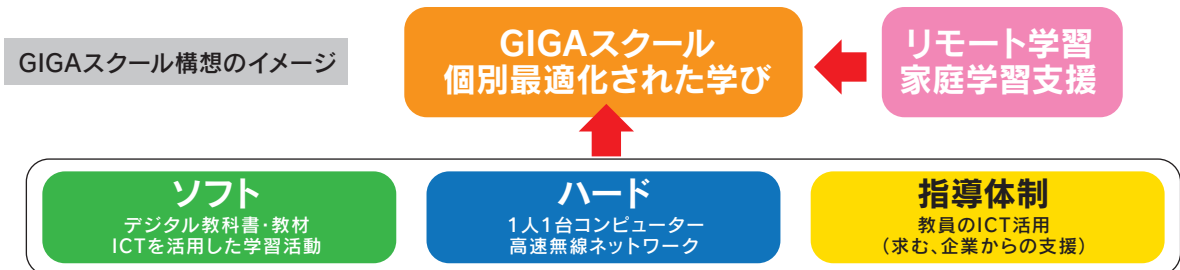 GIGAスクール構想のイメージ
GIGAスクール
個別最適化された学び
リモート学習
家庭学習支援
ソフト
デジタル教科書・教材
ICTを活用した学習活動
ハード
1人1台コンピューター
高速無線ネットワーク
指導体制
教員のICT活用
(求む、企業からの支援)